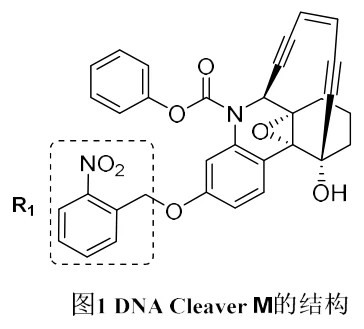 O
N
O
O
NO₂
R₁
O
OH
图1 DNA Cleaver M的结构